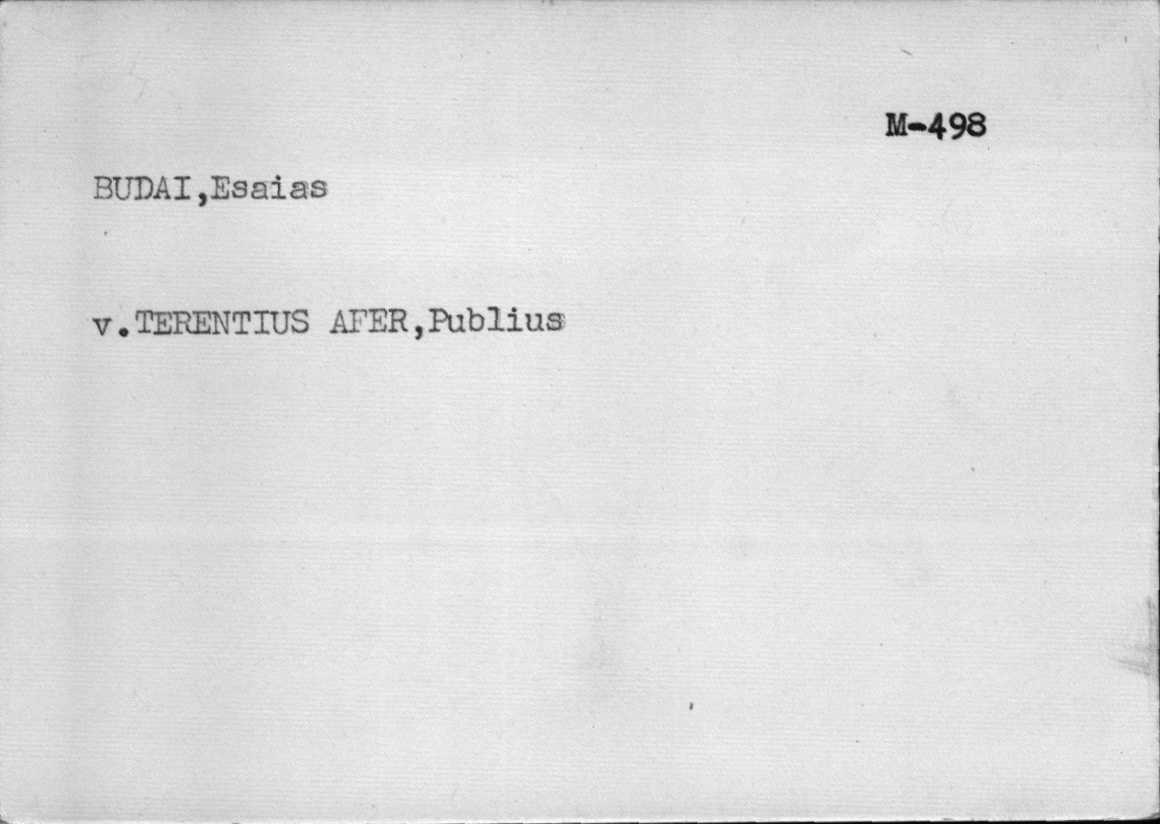 M-498
BUDAI,Esaias
v.TERENTIUS AFER,Publius